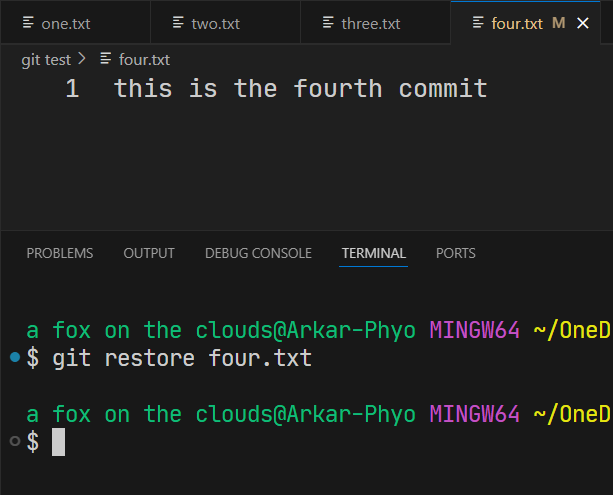 one.txt two.txt three.txt four.txt M
git test > four.txt
1 this is the fourth commit
PROBLEMS OUTPUT DEBUG CONSOLE TERMINAL PORTS
a fox on the clouds@Arkar-Phyo MINGW64 ~/OneD
$ git restore four.txt
a fox on the clouds@Arkar-Phyo MINGW64 ~/OneD
$